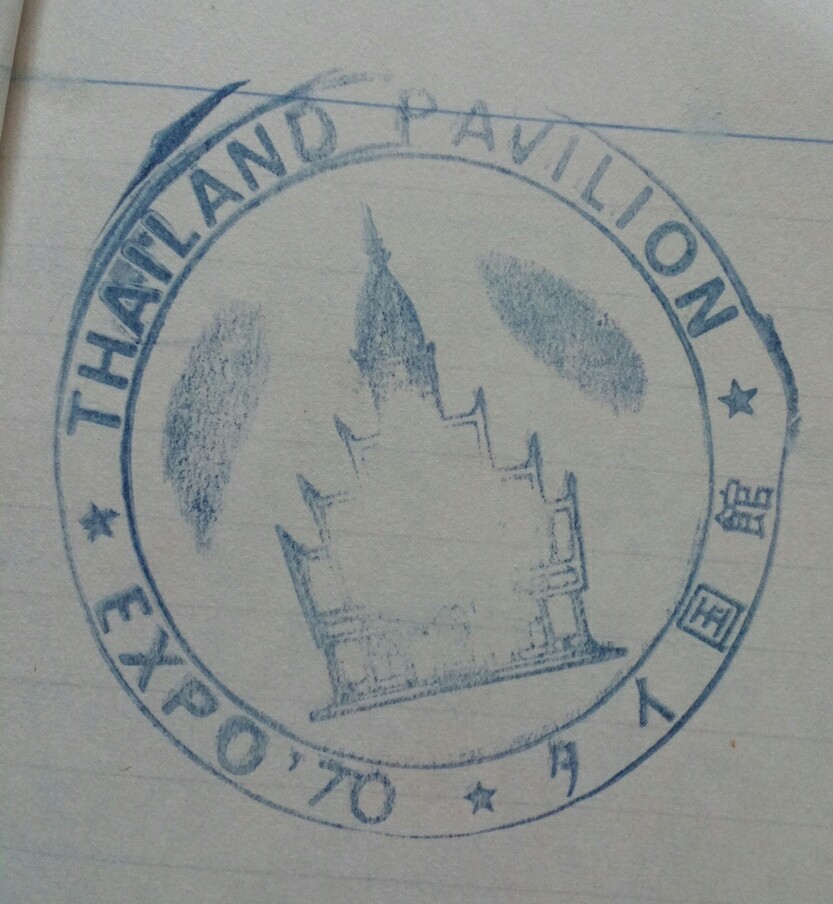 THAILAND PAVILION
EXPO '70
タイ国館